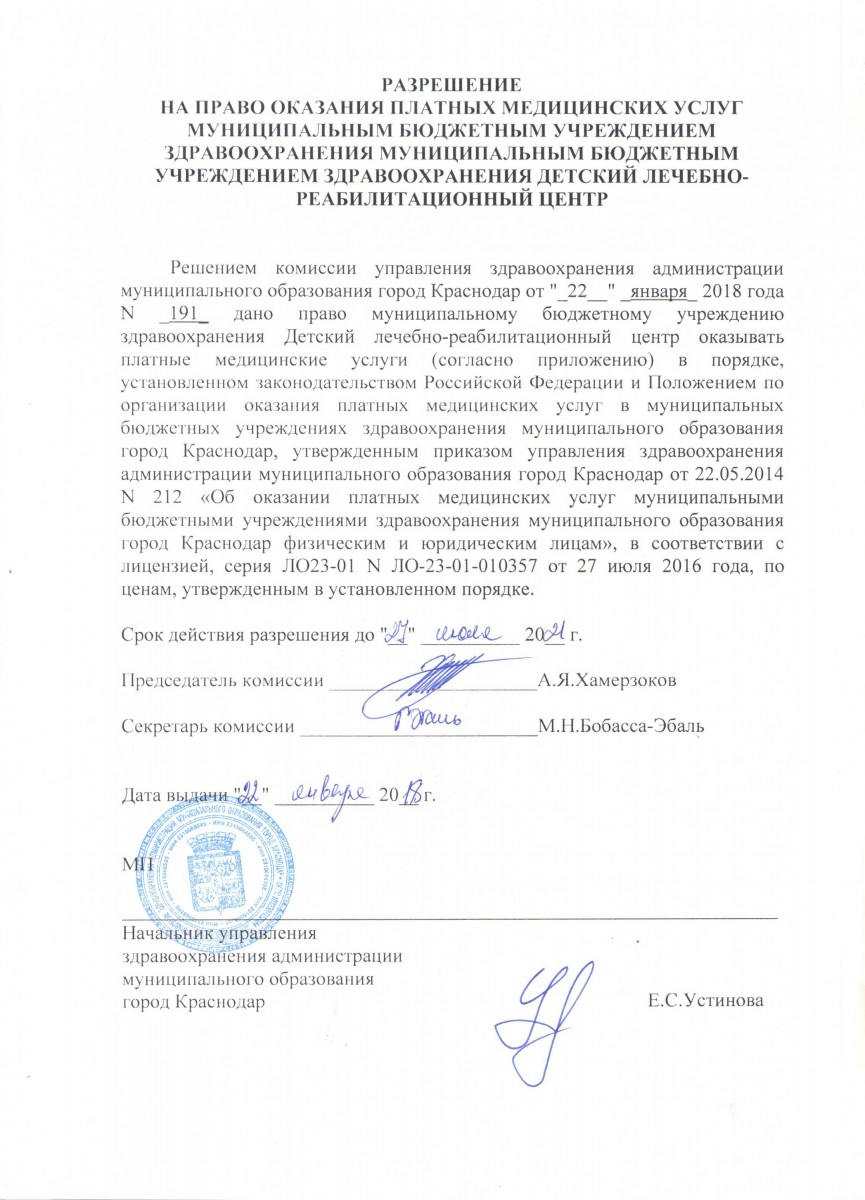 РАЗРЕШЕНИЕ
НА ПРАВО ОКАЗАНИЯ ПЛАТНЫХ МЕДИЦИНСКИХ УСЛУГ
МУНИЦИПАЛЬНЫМ БЮДЖЕТНЫМ УЧРЕЖДЕНИЕМ
ЗДРАВООХРАНЕНИЯ МУНИЦИПАЛЬНЫМ БЮДЖЕТНЫМ
УЧРЕЖДЕНИЕМ ЗДРАВООХРАНЕНИЯ ДЕТСКИЙ ЛЕЧЕБНО-
РЕАБИЛИТАЦИОННЫЙ ЦЕНТР
Решением комиссии управления здравоохранения администрации
муниципального образования город Краснодар от "_22__" _января_ 2018 года
N _191_ дано право муниципальному бюджетному учреждению
здравоохранения Детский лечебно-реабилитационный центр оказывать
платные медицинские услуги (согласно приложению) в порядке,
установленном законодательством Российской Федерации и Положением по
организации оказания платных медицинских услуг в муниципальных
бюджетных учреждениях здравоохранения муниципального образования
город Краснодар, утвержденным приказом управления здравоохранения
администрации муниципального образования город Краснодар от 22.05.2014
N 212 «Об оказании платных медицинских услуг муниципальными
бюджетными учреждениями здравоохранения муниципального образования
город Краснодар физическим и юридическим лицам», в соответствии с
лицензией, серия ЛО23-01 N ЛО-23-01-010357 от 27 июля 2016 года, по
ценам, утвержденным в установленном порядке.
Срок действия разрешения до "27" июля 2021 г.
Председатель комиссии ____________________А.Я.Хамерзоков
Секретарь комиссии _______________________М.Н.Бобасса-Эбаль
Дата выдачи "22" января 2018 г.
МП
Начальник управления
здравоохранения администрации
муниципального образования
город Краснодар Е.С.Устинова